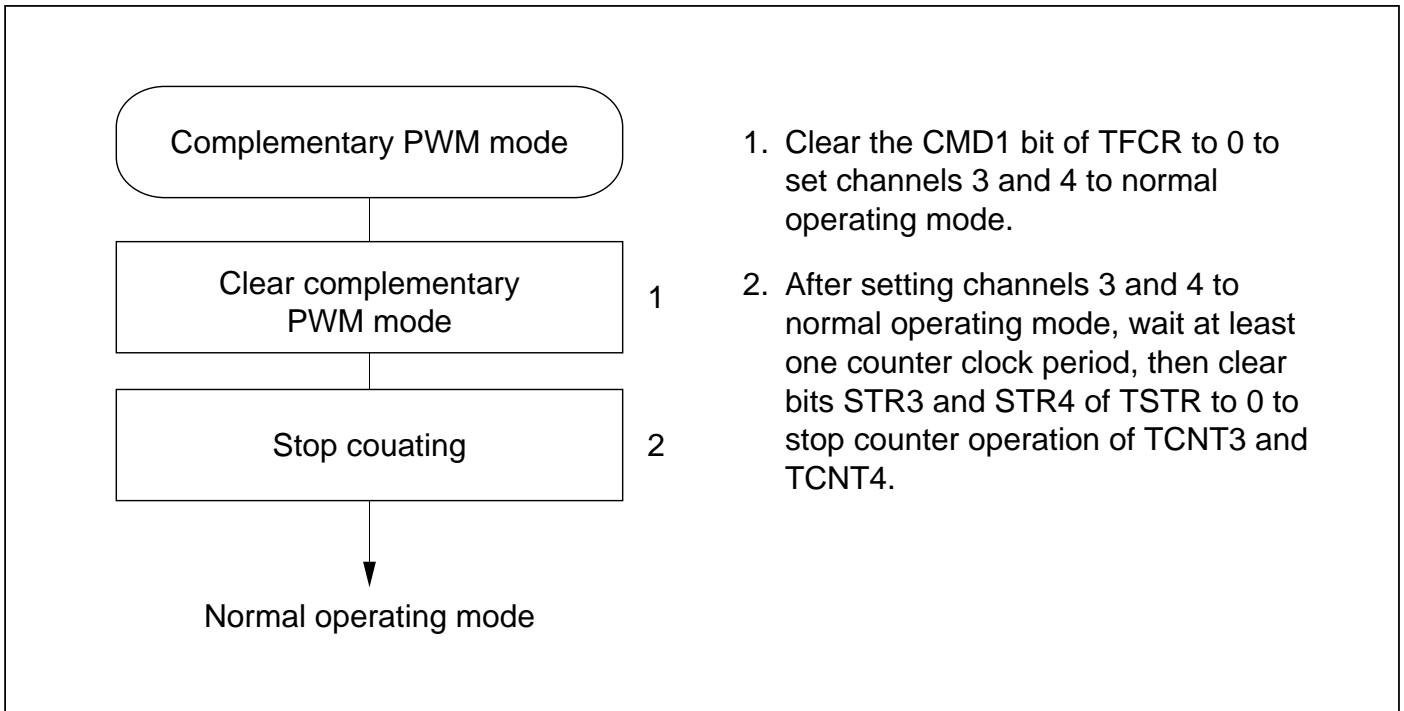 Complementary PWM mode
Clear complementary
PWM mode
1
Stop couating
2
Normal operating mode
1. Clear the CMD1 bit of TFCR to 0 to
set channels 3 and 4 to normal
operating mode.
2. After setting channels 3 and 4 to
normal operating mode, wait at least
one counter clock period, then clear
bits STR3 and STR4 of TSTR to 0 to
stop counter operation of TCNT3 and
TCNT4.